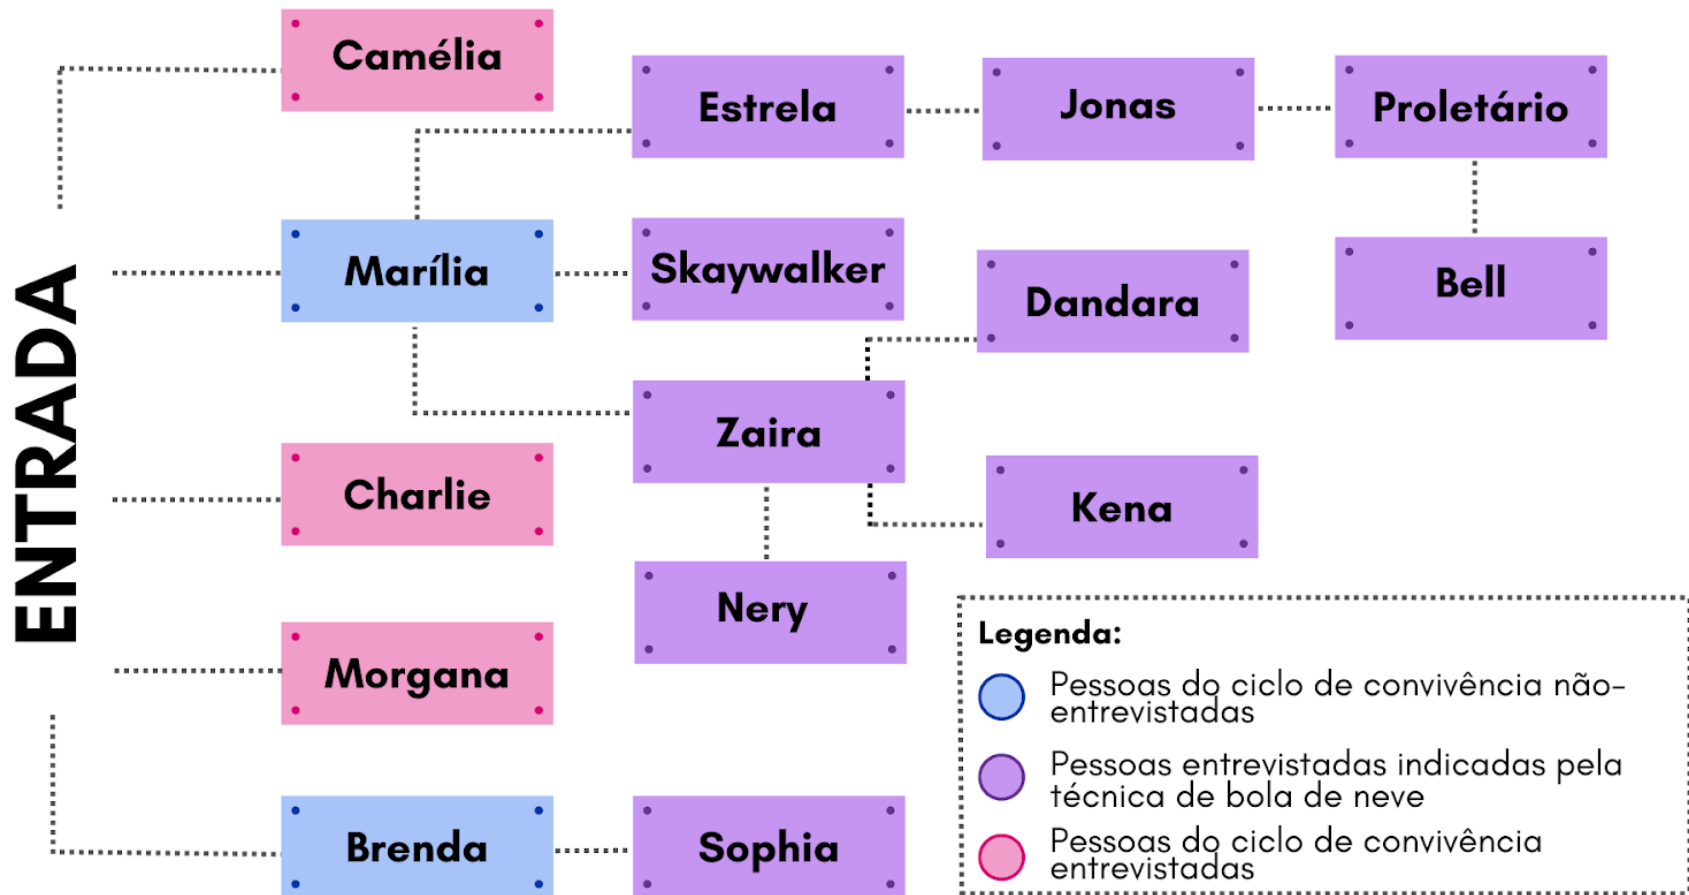 ENTRADA
Camélia
Estrela
Jonas
Proletário
Marília
Skaywalker
Dandara
Bell
Zaira
Charlie
Kena
Nery
Morgana
Brenda
Sophia
Legenda:
Pessoas do ciclo de convivência não-
entrevistadas
Pessoas entrevistadas indicadas pela
técnica de bola de neve
Pessoas do ciclo de convivência
entrevistadas